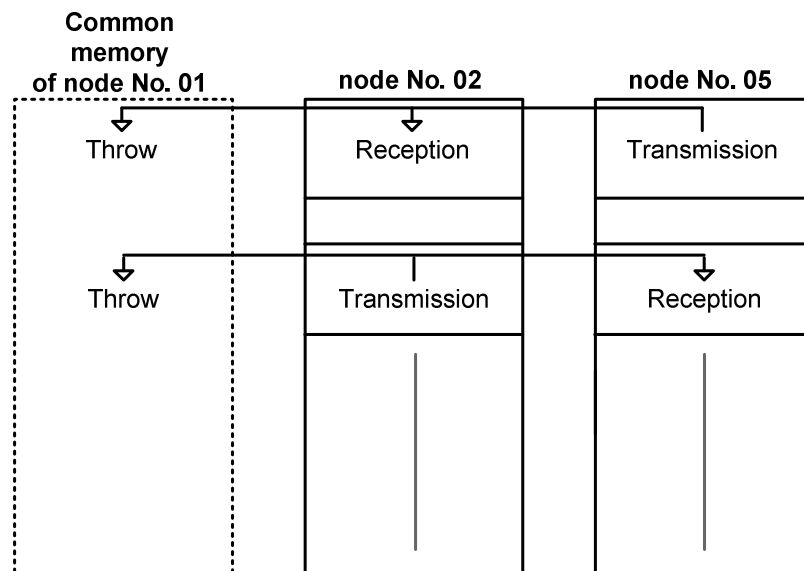 Common
memory
of node No. 01
node No. 02
node No. 05
Throw
Reception
Transmission
Throw
Transmission
Reception